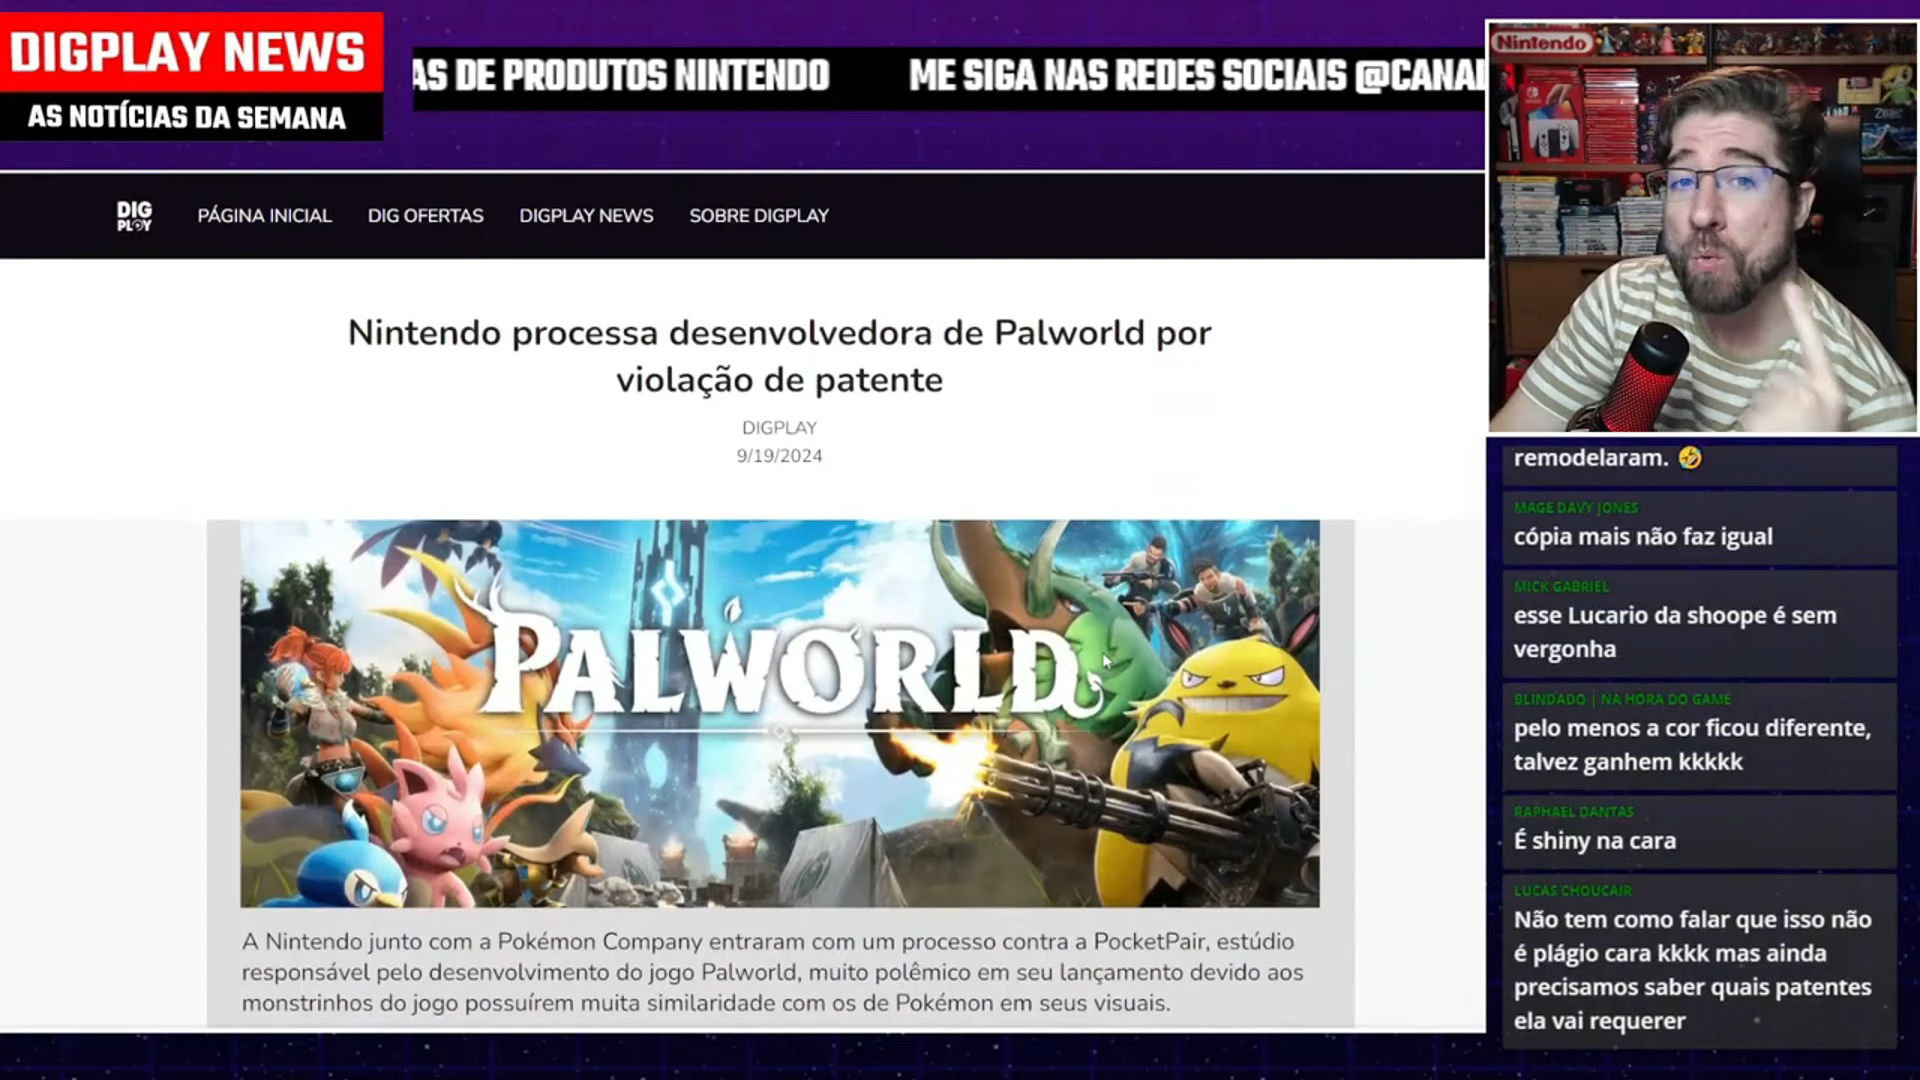 DIGPLAY NEWS
AS NOTÍCIAS DA SEMANA
AS DE PRODUTOS NINTENDO ME SIGA NAS REDES SOCIAIS @CANAL
Nintendo
DIG
PLAY
PÁGINA INICIAL
DIG OFERTAS
DIGPLAY NEWS
SOBRE DIGPLAY
Nintendo processa desenvolvedora de Palworld por
violação de patente
DIGPLAY
9/19/2024
PALWORLD
A Nintendo junto com a Pokémon Company entraram com um processo contra a PocketPair, estúdio
responsável pelo desenvolvimento do jogo Palworld, muito polêmico em seu lançamento devido aos
monstrinhos do jogo possuírem muita similaridade com os de Pokémon em seus visuais.
remodelaram. 🤣
MAGE DAVY JONES
cópia mais não faz igual
MICK GABRIEL
esse Lucario da shoope é sem
vergonha
BLINDADO | NA HORA DO GAME
pelo menos a cor ficou diferente,
talvez ganhem kkkkk
RAPHAEL DANTAS
É shiny na cara
LUCAS CHOUCAIR
Não tem como falar que isso não
é plágio cara kkkk mas ainda
precisamos saber quais patentes
ela vai requerer